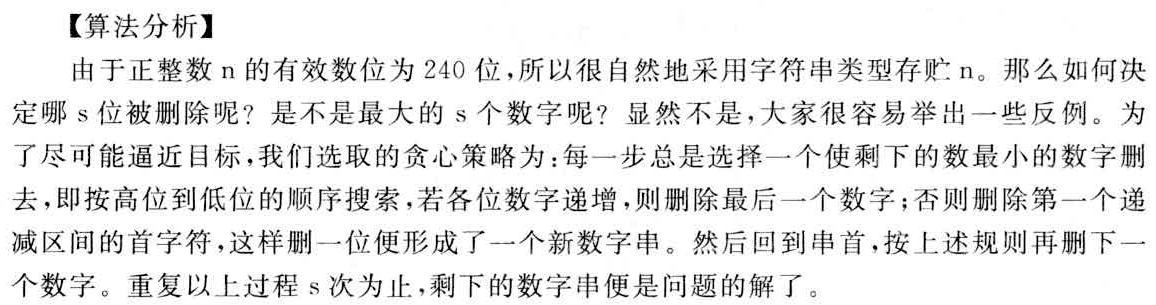 【算法分析】
由于正整数 n 的有效数位为 240 位,所以很自然地采用字符串类型存贮 n。那么如何决
定哪 s 位被删除呢? 是不是最大的 s 个数字呢? 显然不是,大家很容易举出一些反例。为
了尽可能逼近目标,我们选取的贪心策略为:每一步总是选择一个使剩下的数最小的数字删
去,即按高位到低位的顺序搜索,若各位数字递增,则删除最后一个数字;否则删除第一个递
减区间的首字符,这样删一位便形成了一个新数字串。然后回到串首,按上述规则再删下一
个数字。重复以上过程 s 次为止,剩下的数字串便是问题的解了。